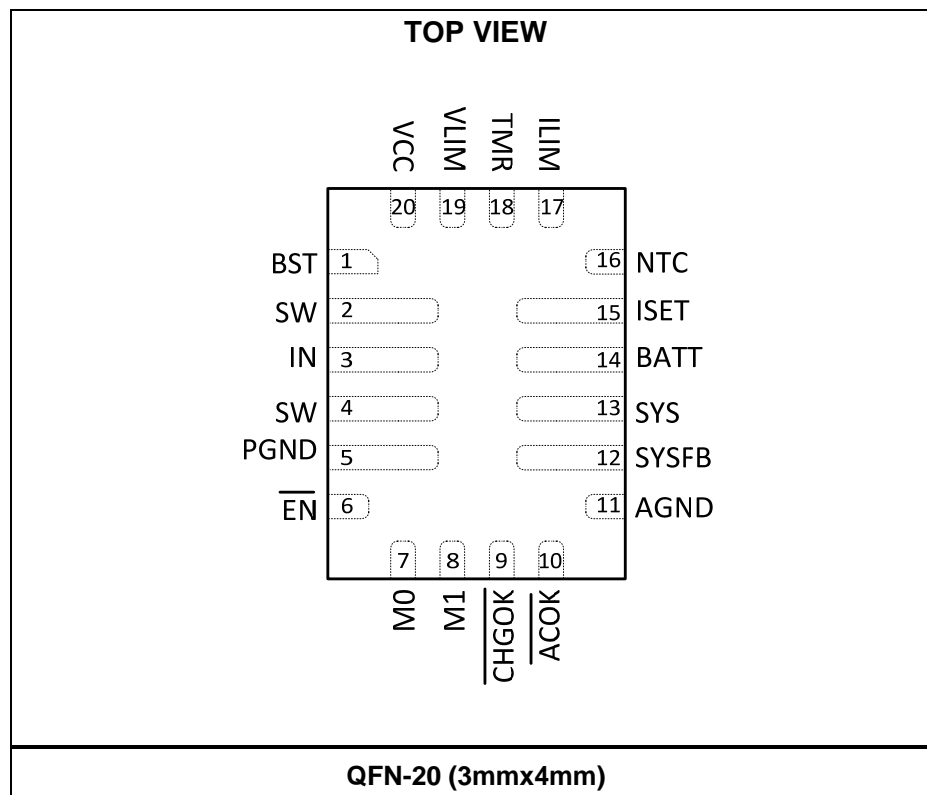 TOP VIEW
VCC
VLIM
TMR
ILIM
20
19
18
17
BST 1
16 NTC
SW 2
15 ISET
IN 3
14 BATT
SW 4
13 SYS
PGND 5
12 SYSFB
EN 6
11 AGND
7
8
9
10
M0
M1
CHGOK
ACOK
QFN-20 (3mmx4mm)